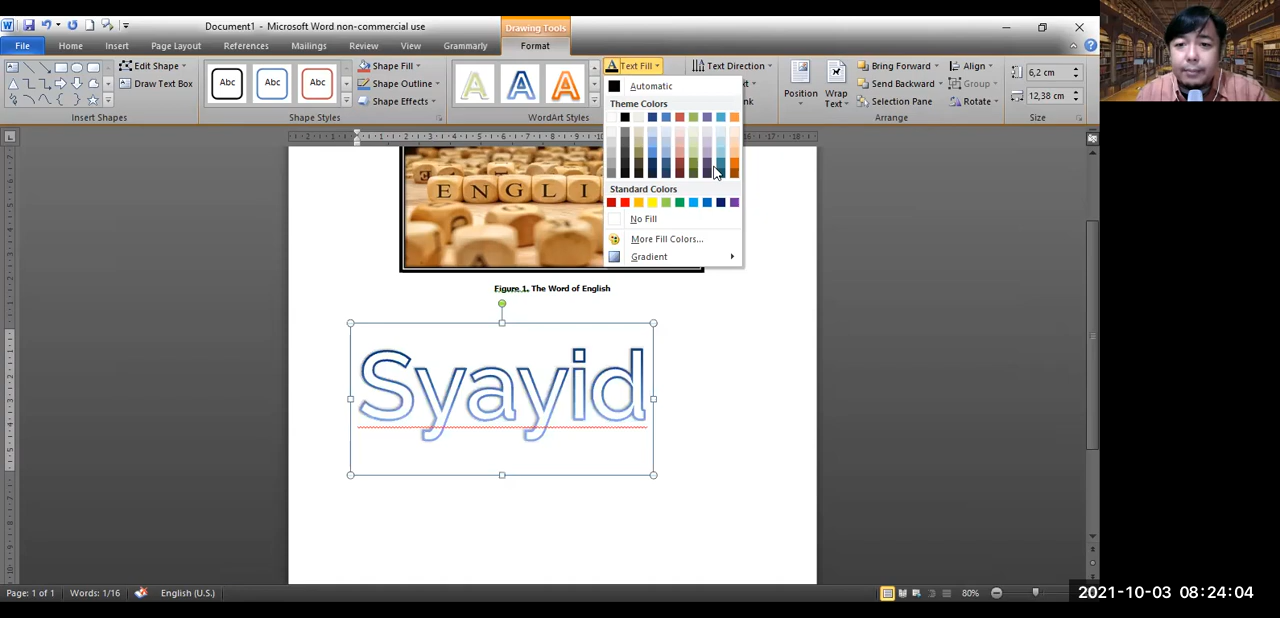 Document1 - Microsoft Word non-commercial use
Drawing Tools
File Home Insert Page Layout References Mailings Review View Grammarly Format
Edit Shape
Draw Text Box
Insert Shapes
Abc Abc Abc
Shape Fill
Shape Outline
Shape Effects
Shape Styles
A A A
WordArt Styles
Text Fill
Text Direction
Position
Wrap Text
Bring Forward
Send Backward
Selection Pane
Align
Group
Rotate
Arrange
6,2 cm
12,38 cm
Size
Automatic
Theme Colors
Standard Colors
No Fill
More Fill Colors...
Gradient
ENGLI
Figure 1. The Word of English
Syayid
Page: 1 of 1 Words: 1/16 English (U.S.) 80%
2021-10-03 08:24:04